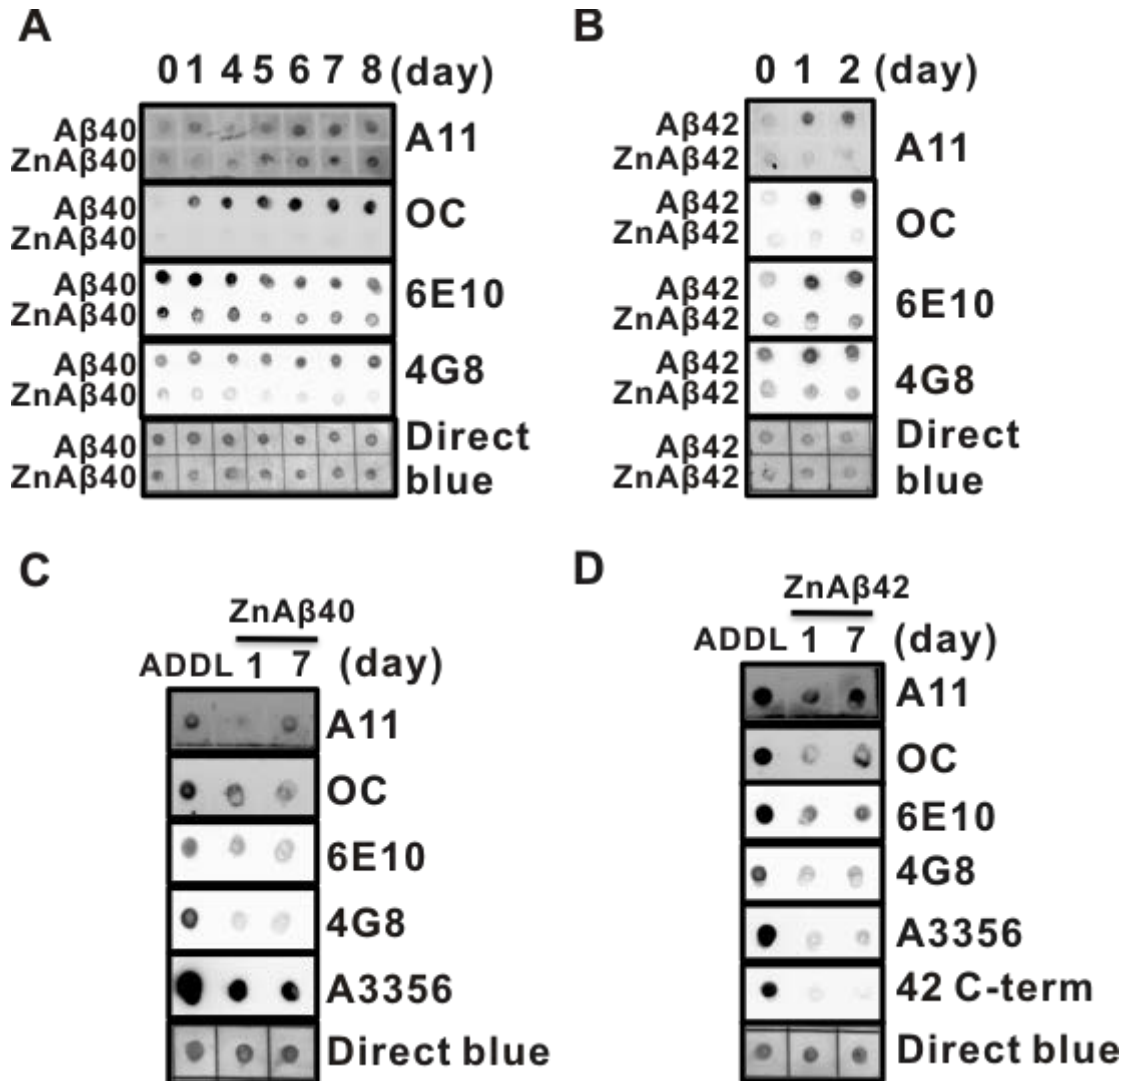 A
0 1 4 5 6 7 8 (day)
Aβ40
ZnAβ40
A11
Aβ40
ZnAβ40
OC
Aβ40
ZnAβ40
6E10
Aβ40
ZnAβ40
4G8
Aβ40
ZnAβ40
Direct
blue
B
0 1 2 (day)
Aβ42
ZnAβ42
A11
Aβ42
ZnAβ42
OC
Aβ42
ZnAβ42
6E10
Aβ42
ZnAβ42
4G8
Aβ42
ZnAβ42
Direct
blue
C
ZnAβ40
ADDL 1 7 (day)
A11
OC
6E10
4G8
A3356
Direct blue
D
ZnAβ42
ADDL 1 7 (day)
A11
OC
6E10
4G8
A3356
42 C-term
Direct blue